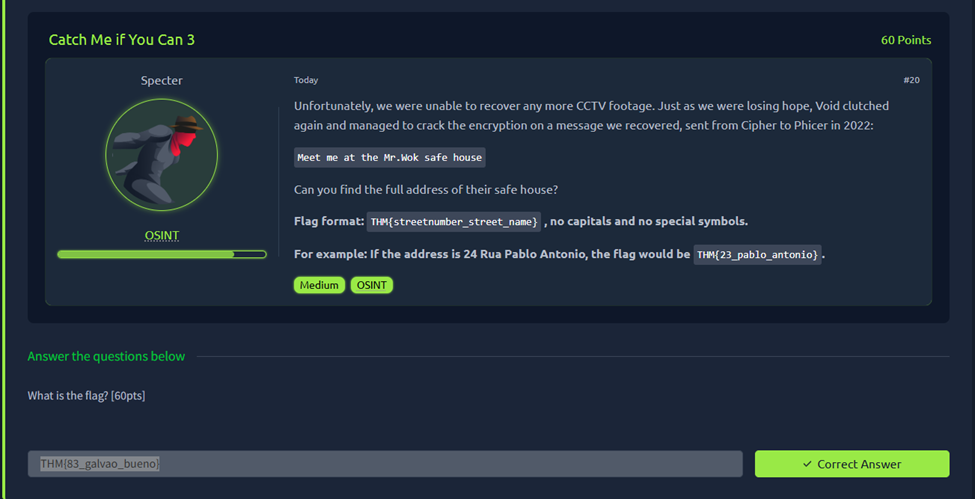 Catch Me if You Can 3
60 Points
Specter
Today
#20
Unfortunately, we were unable to recover any more CCTV footage. Just as we were losing hope, Void clutched
again and managed to crack the encryption on a message we recovered, sent from Cipher to Phicer in 2022:
Meet me at the Mr.Wok safe house
Can you find the full address of their safe house?
Flag format: THM{streetnumber_street_name} , no capitals and no special symbols.
For example: If the address is 24 Rua Pablo Antonio, the flag would be THM{23_pablo_antonio}.
OSINT
Medium
OSINT
Answer the questions below
What is the flag? [60pts]
THM{83_galvao_bueno}
✓ Correct Answer